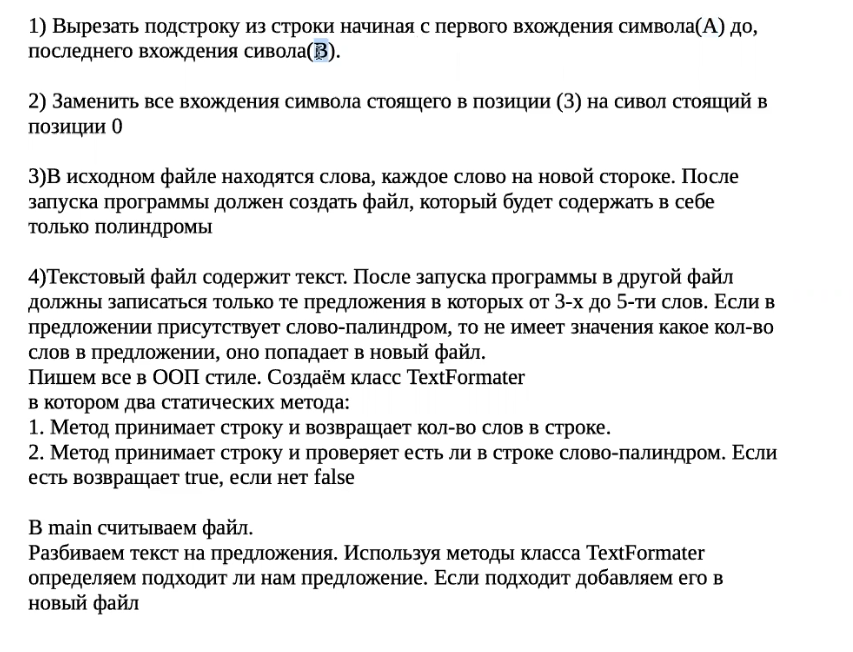 1) Вырезать подстроку из строки начиная с первого вхождения символа(А) до,
последнего вхождения сивола(В).
2) Заменить все вхождения символа стоящего в позиции (3) на сивол стоящий в
позиции 0
3)В исходном файле находятся слова, каждое слово на новой стороке. После
запуска программы должен создать файл, который будет содержать в себе
только полиндромы
4)Текстовый файл содержит текст. После запуска программы в другой файл
должны записаться только те предложения в которых от 3-х до 5-ти слов. Если в
предложении присутствует слово-палиндром, то не имеет значения какое кол-во
слов в предложении, оно попадает в новый файл.
Пишем все в ООП стиле. Создаём класс TextFormater
в котором два статических метода:
1. Метод принимает строку и возвращает кол-во слов в строке.
2. Метод принимает строку и проверяет есть ли в строке слово-палиндром. Если
есть возвращает true, если нет false
В main считываем файл.
Разбиваем текст на предложения. Используя методы класса TextFormater
определяем подходит ли нам предложение. Если подходит добавляем его в
новый файл